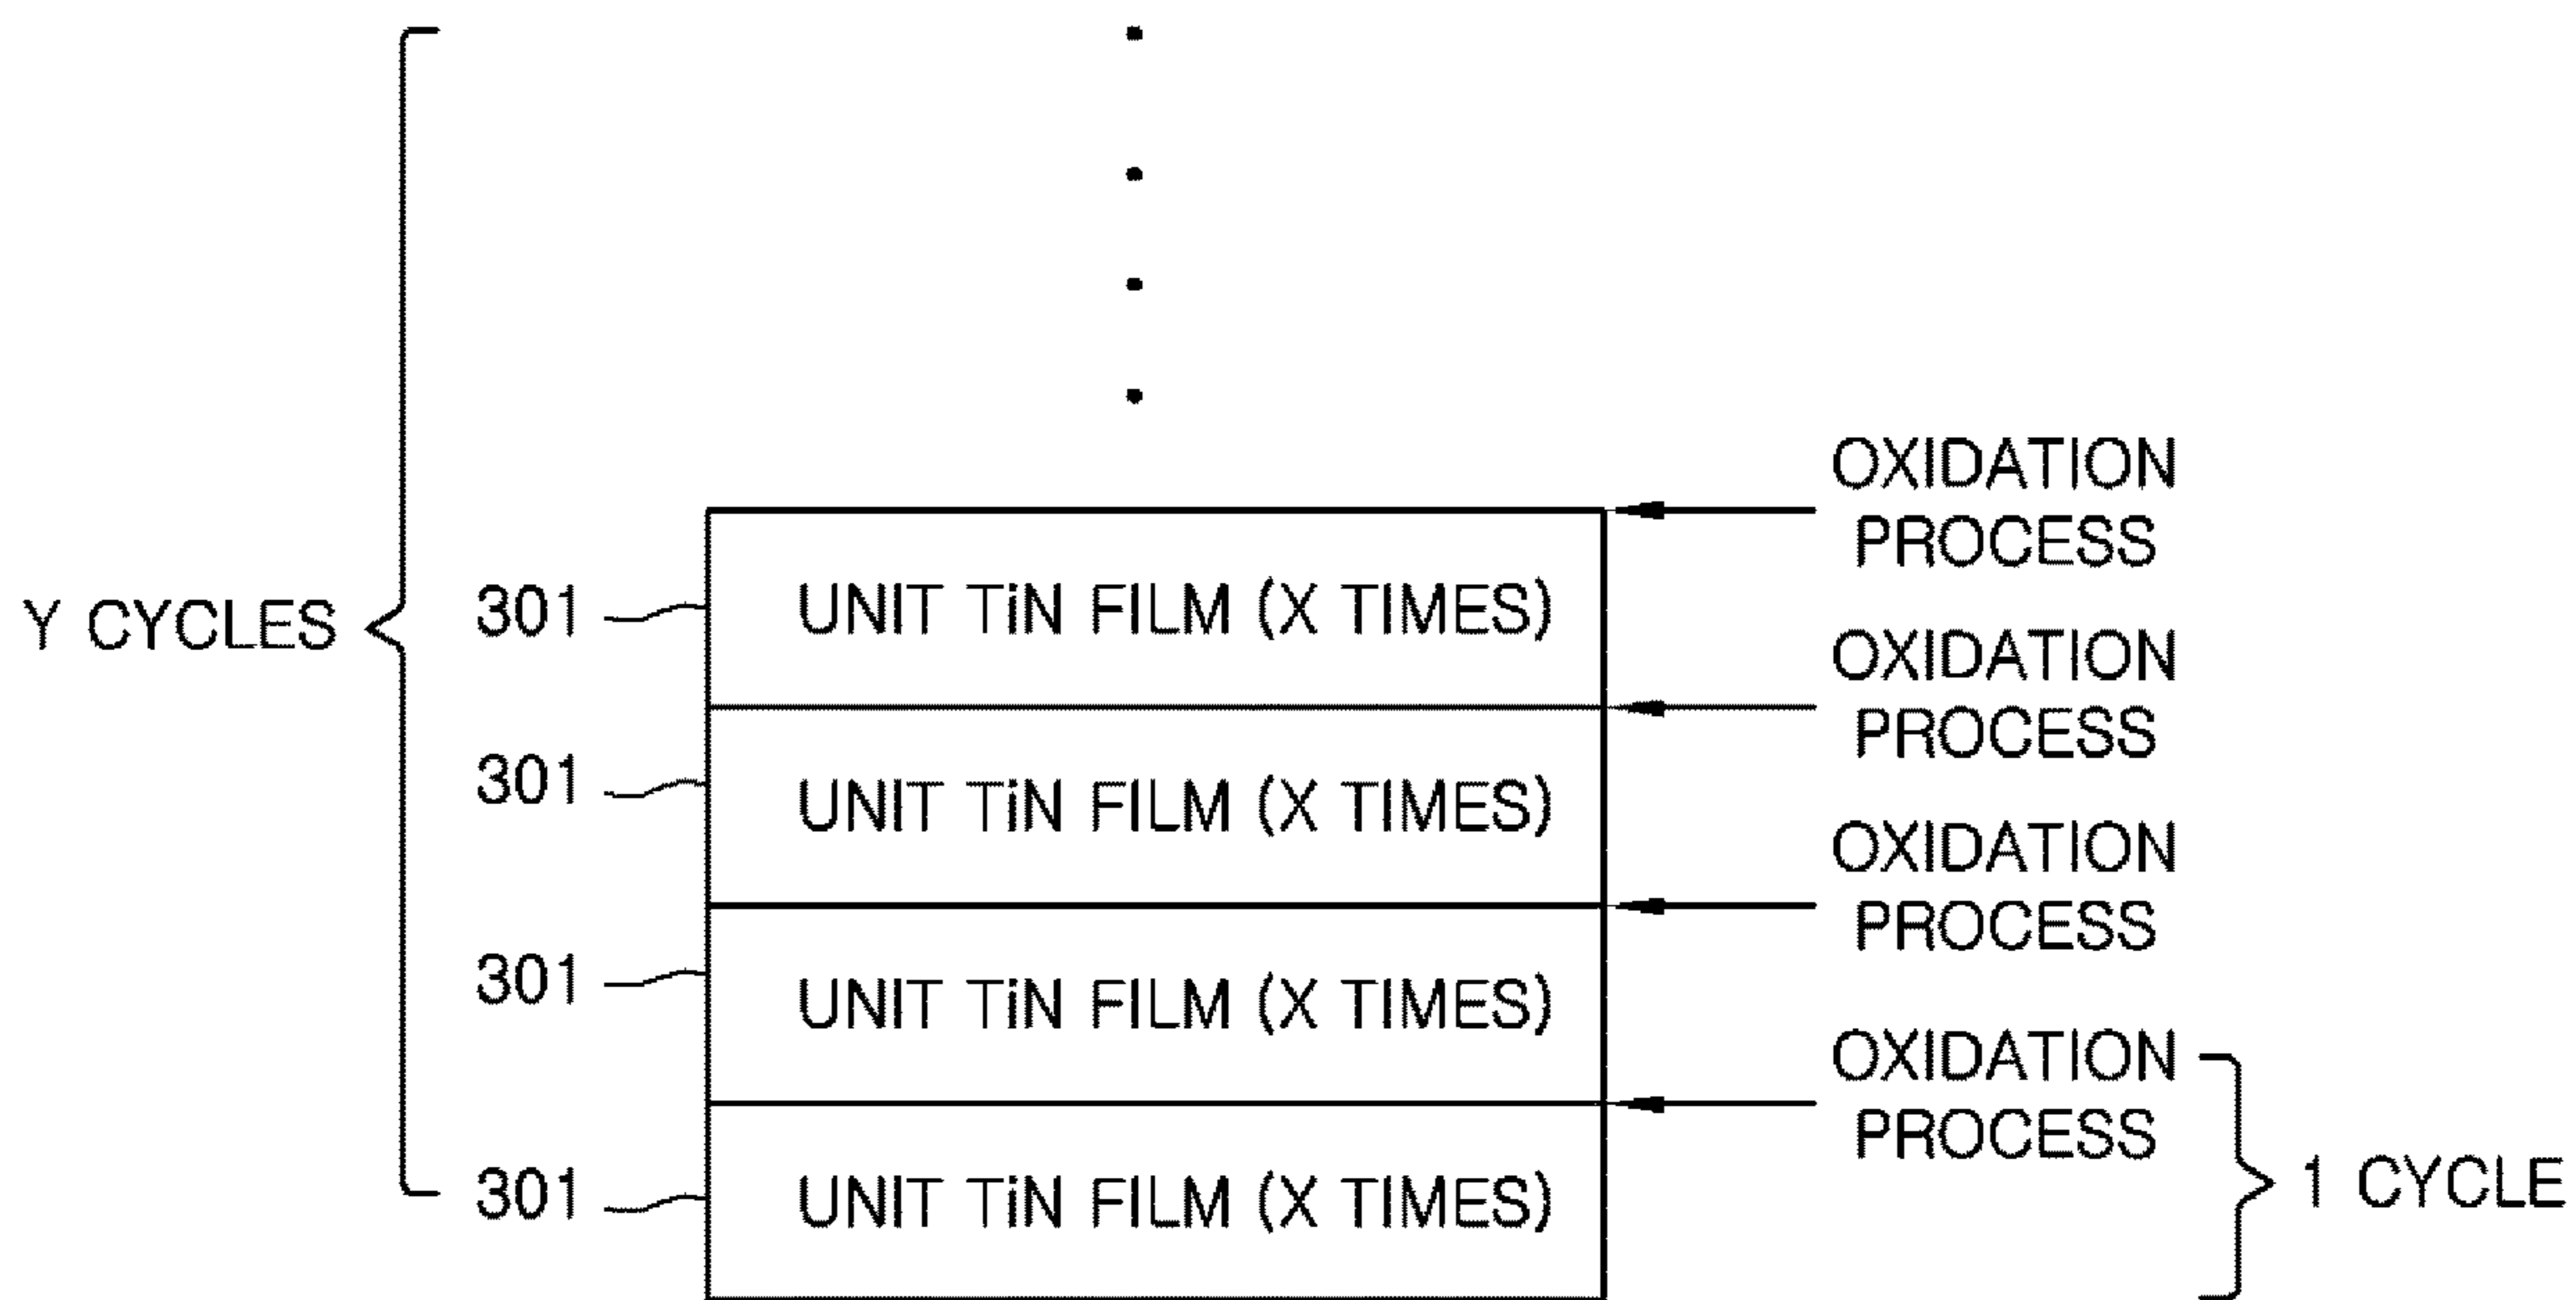 OXIDATION
PROCESS
301
UNIT TiN FILM (X TIMES)
Y CYCLES
OXIDATION
PROCESS
301
UNIT TiN FILM (X TIMES)
OXIDATION
PROCESS
301
UNIT TiN FILM (X TIMES)
OXIDATION
PROCESS
301
UNIT TiN FILM (X TIMES)
1 CYCLE